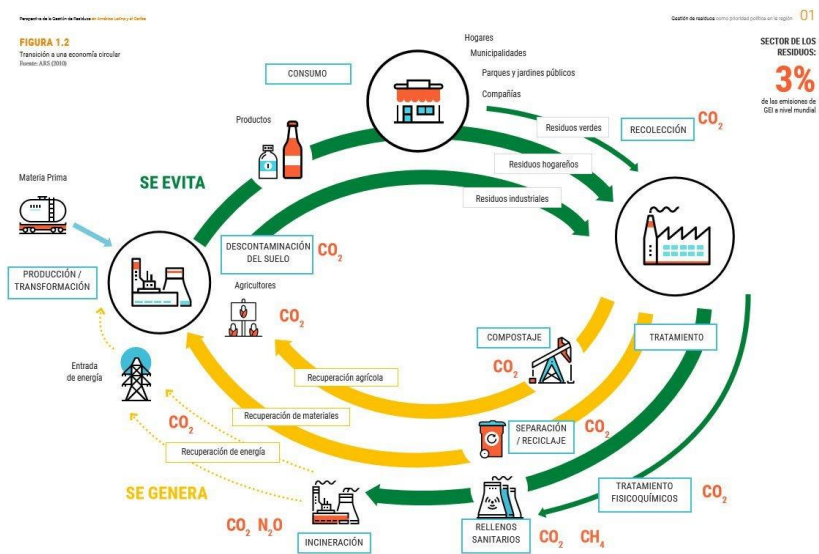 Perspectiva de la Gestión de Residuos en América Latina y el Caribe
Gestión de residuos como prioridad política en la región 01
FIGURA 1.2
Transición a una economía circular
Fuente: ABS (2010)
SECTOR DE LOS
RESIDUOS:
3%
de las emisiones de
GEI a nivel mundial
CONSUMO
Hogares
Municipalidades
Parques y jardines públicos
Compañías
Productos
Residuos verdes
RECOLECCIÓN
CO2
Residuos hogareños
Residuos industriales
Materia Prima
SE EVITA
DESCONTAMINACIÓN
DEL SUELO
CO2
PRODUCCIÓN /
TRANSFORMACIÓN
Agricultores
CO2
COMPOSTAJE
CO2
TRATAMIENTO
Entrada
de energía
Recuperación agrícola
Recuperación de materiales
CO2
SEPARACIÓN
/ RECICLAJE
CO2
Recuperación de energía
SE GENERA
TRATAMIENTO
FISICOQUÍMICOS
CO2
CO2 N2O
INCINERACIÓN
RELLENOS
SANITARIOS
CO2 CH4